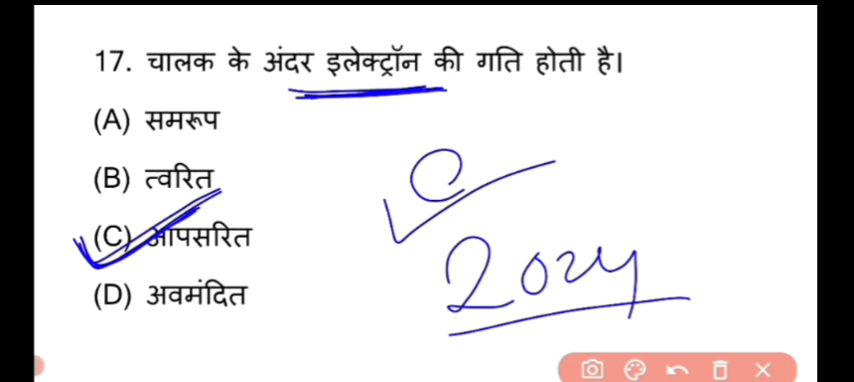 17. चालक के अंदर इलेक्ट्रॉन की गति होती है।
(A) समरूप
(B) त्वरित
(C) अपसरित
(D) अवमंदित
C
2024